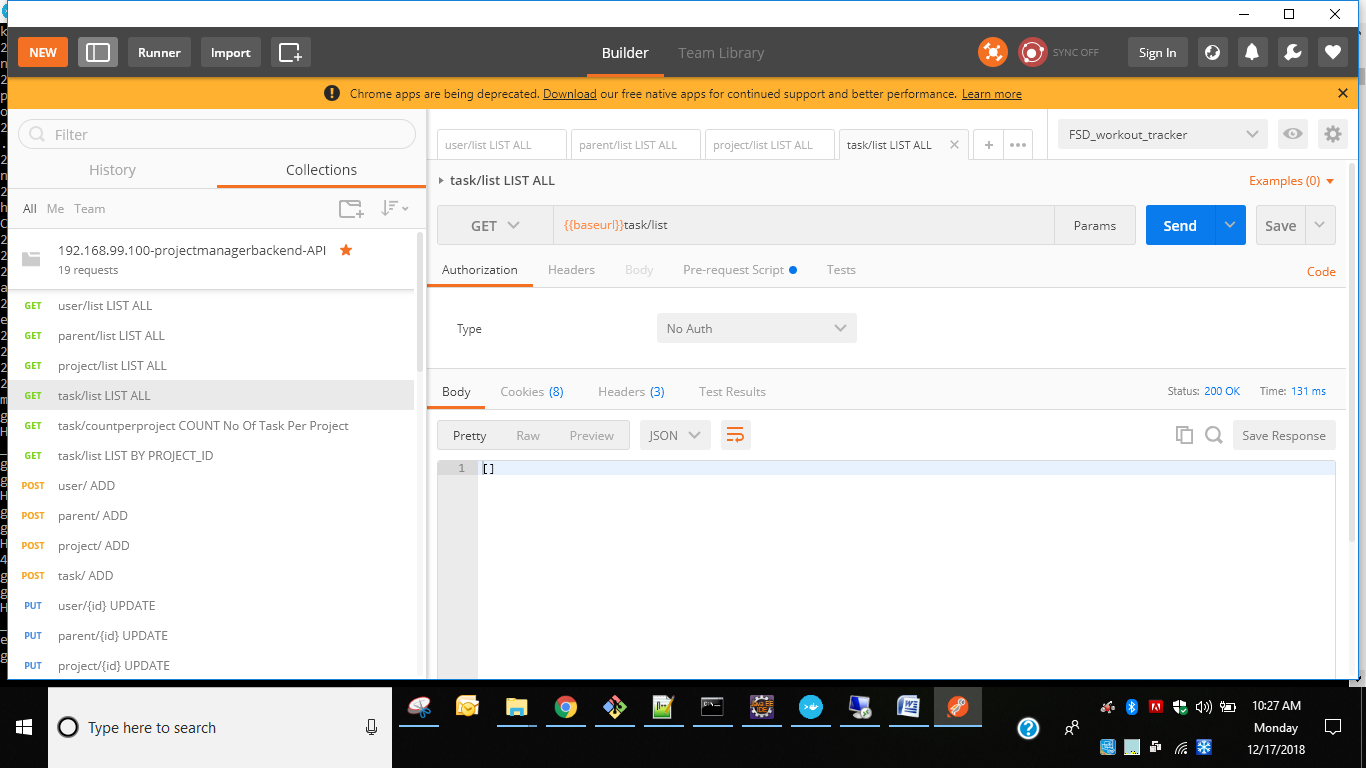 NEW Runner Import Builder Team Library SYNC OFF Sign In
Chrome apps are being deprecated. Download our free native apps for continued support and better performance. Learn more
Filter
History Collections
All Me Team
192.168.99.100-projectmanagerbackend-API
19 requests
GET user/list LIST ALL
GET parent/list LIST ALL
GET project/list LIST ALL
GET task/list LIST ALL
GET task/countperproject COUNT No Of Task Per Project
GET task/list LIST BY PROJECT_ID
POST user/ ADD
POST parent/ ADD
POST project/ ADD
POST task/ ADD
PUT user/{id} UPDATE
PUT parent/{id} UPDATE
PUT project/{id} UPDATE
user/list LIST ALL parent/list LIST ALL project/list LIST ALL task/list LIST ALL FSD_workout_tracker
task/list LIST ALL Examples (0)
GET {{baseurl}}task/list Params Send Save
Authorization Headers Body Pre-request Script Tests Code
Type No Auth
Body Cookies (8) Headers (3) Test Results Status: 200 OK Time: 131 ms
Pretty Raw Preview JSON Save Response
1 []
Type here to search
10:27 AM
Monday
12/17/2018